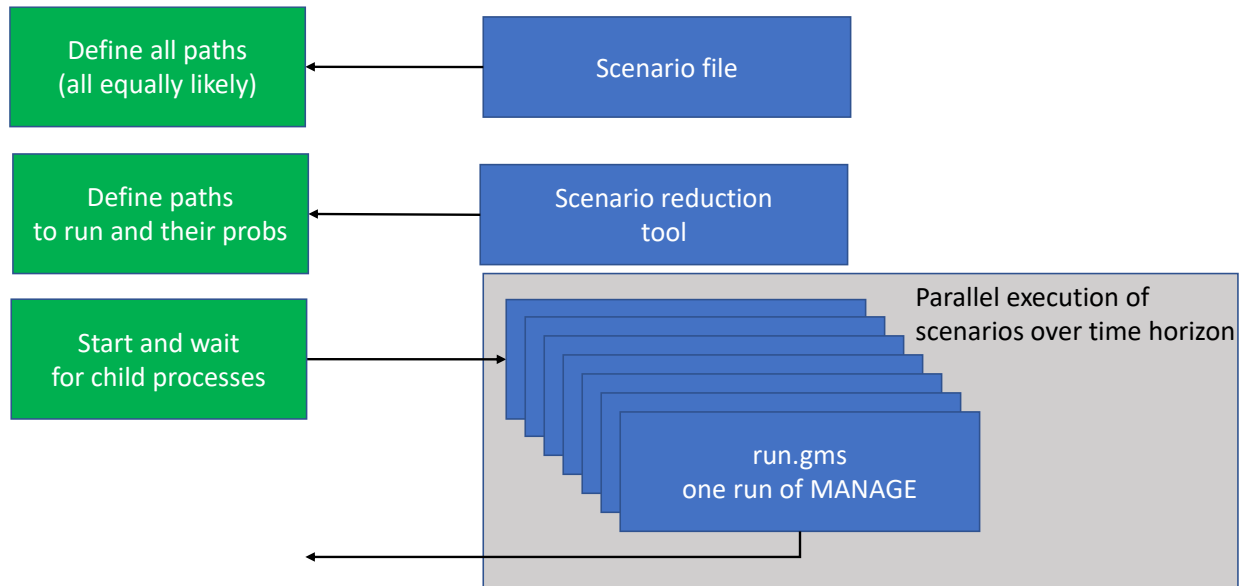 Define all paths
(all equally likely)
Scenario file
Define paths
to run and their probs
Scenario reduction
tool
Start and wait
for child processes
Parallel execution of
scenarios over time horizon
run.gms
one run of MANAGE